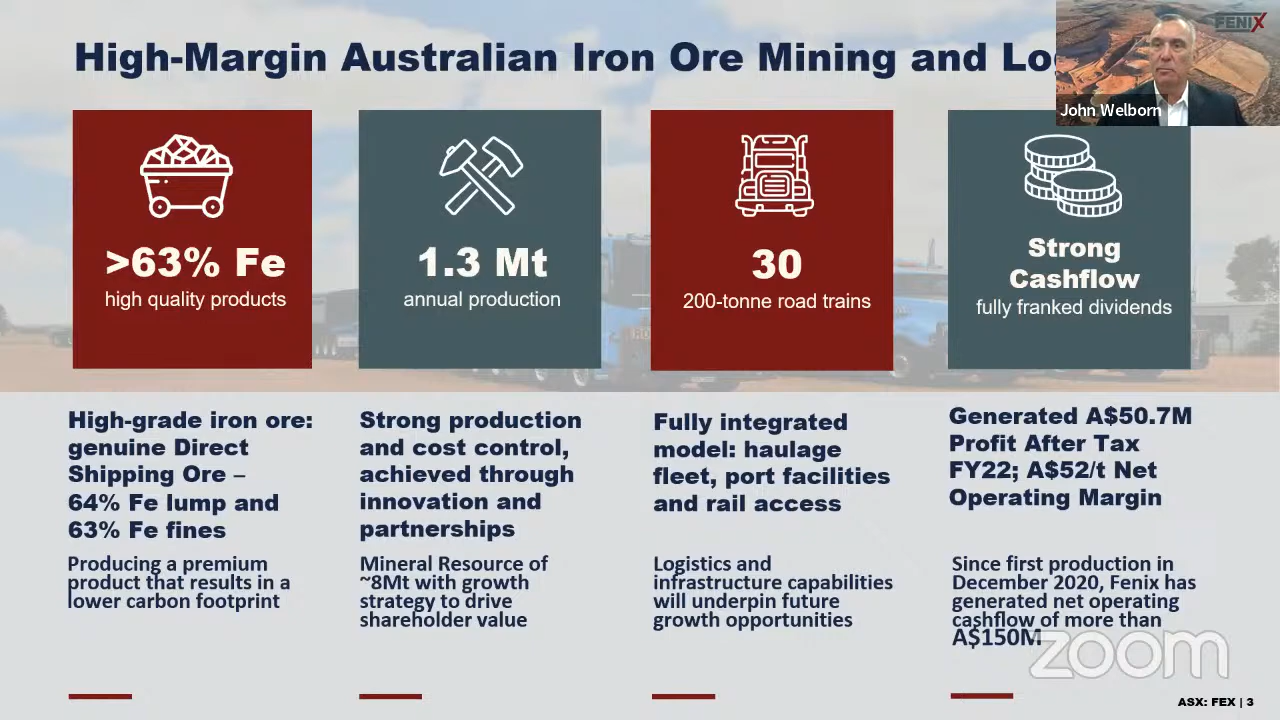 FENIX
High-Margin Australian Iron Ore Mining and
John Welborn
>63% Fe
high quality products
1.3 Mt
annual production
30
200-tonne road trains
Strong
Cashflow
fully franked dividends
High-grade iron ore:
genuine Direct
Shipping Ore –
64% Fe lump and
63% Fe fines
Producing a premium
product that results in a
lower carbon footprint
Strong production
and cost control,
achieved through
innovation and
partnerships
Mineral Resource of
~8Mt with growth
strategy to drive
shareholder value
Fully integrated
model: haulage
fleet, port facilities
and rail access
Logistics and
infrastructure capabilities
will underpin future
growth opportunities
Generated A$50.7M
Profit After Tax
FY22; A$52/t Net
Operating Margin
Since first production in
December 2020, Fenix has
generated net operating
cashflow of more than
A$150M
zoom
ASX: FEX | 3